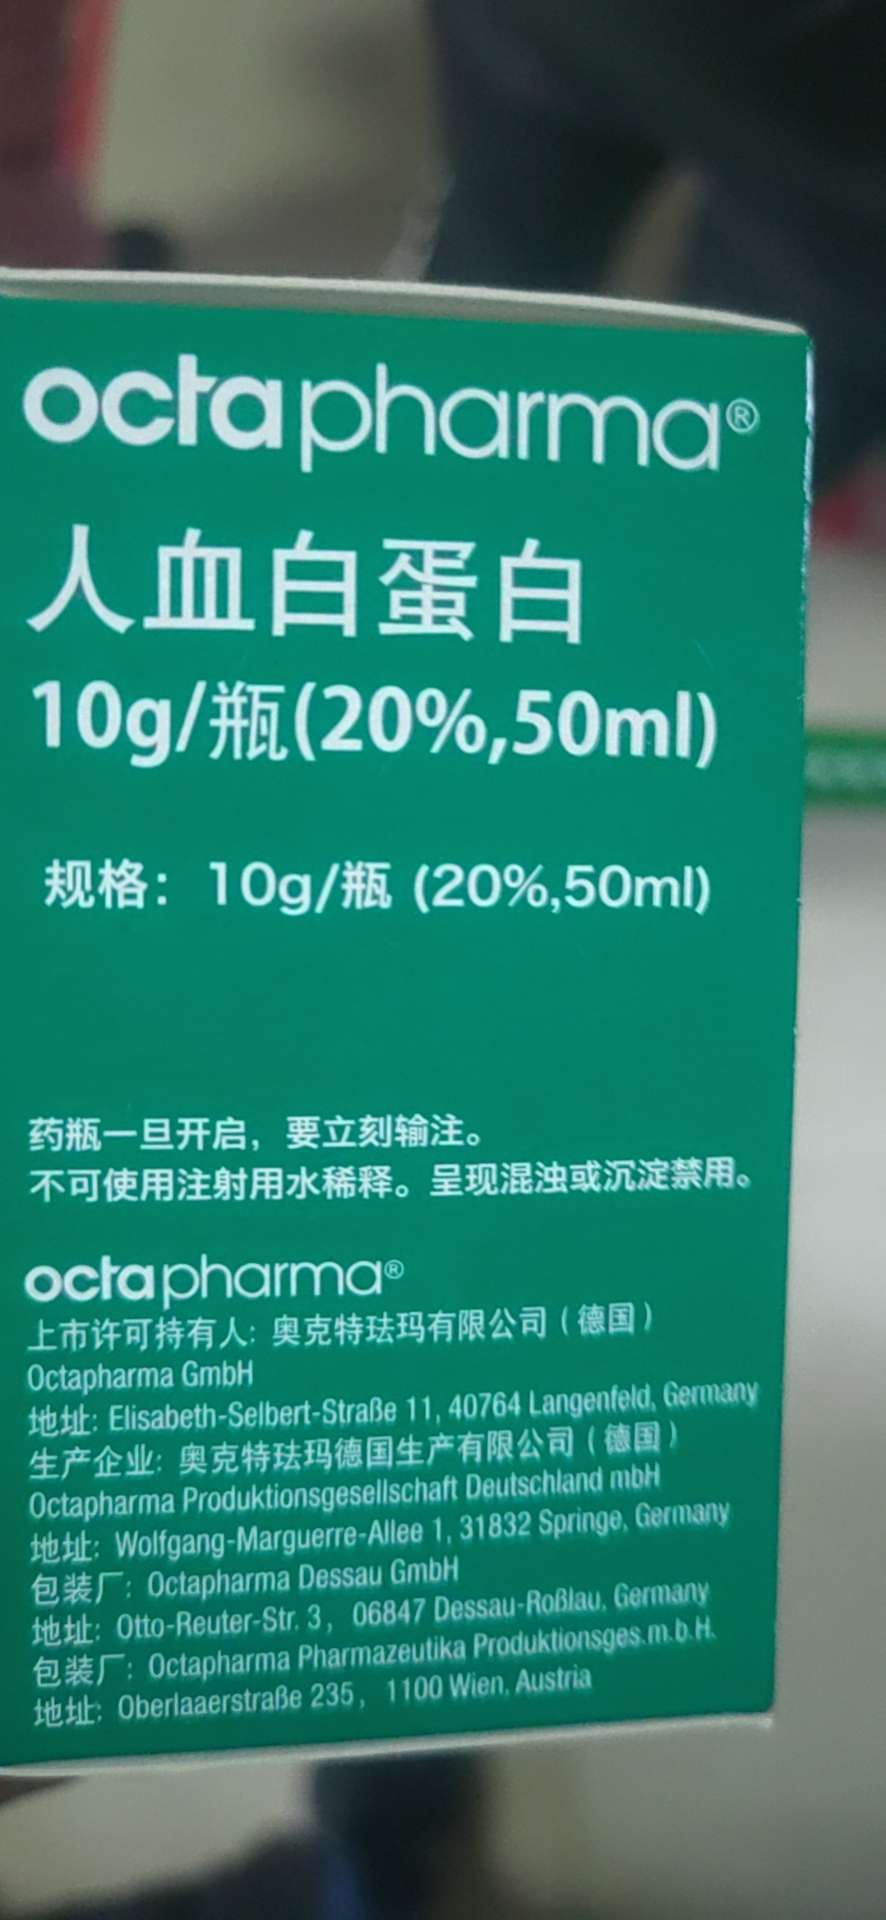 octapharma®
人血白蛋白
10g/瓶(20%,50ml)
规格：10g/瓶 (20%,50ml)
药瓶一旦开启，要立刻输注。
不可使用注射用水稀释。呈现混浊或沉淀禁用。
octapharma®
上市许可持有人: 奥克特珐玛有限公司（德国）
Octapharma GmbH
地址: Elisabeth-Selbert-Straße 11, 40764 Langenfeld, Germany
生产企业: 奥克特珐玛德国生产有限公司（德国）
Octapharma Produktionsgesellschaft Deutschland mbH
地址: Wolfgang-Marguerre-Allee 1, 31832 Springe, Germany
包装厂: Octapharma Dessau GmbH
地址: Otto-Reuter-Str. 3，06847 Dessau-Roßlau, Germany
包装厂: Octapharma Pharmazeutika Produktionsges.m.b.H.
地址: Oberlaaerstraße 235，1100 Wien, Austria